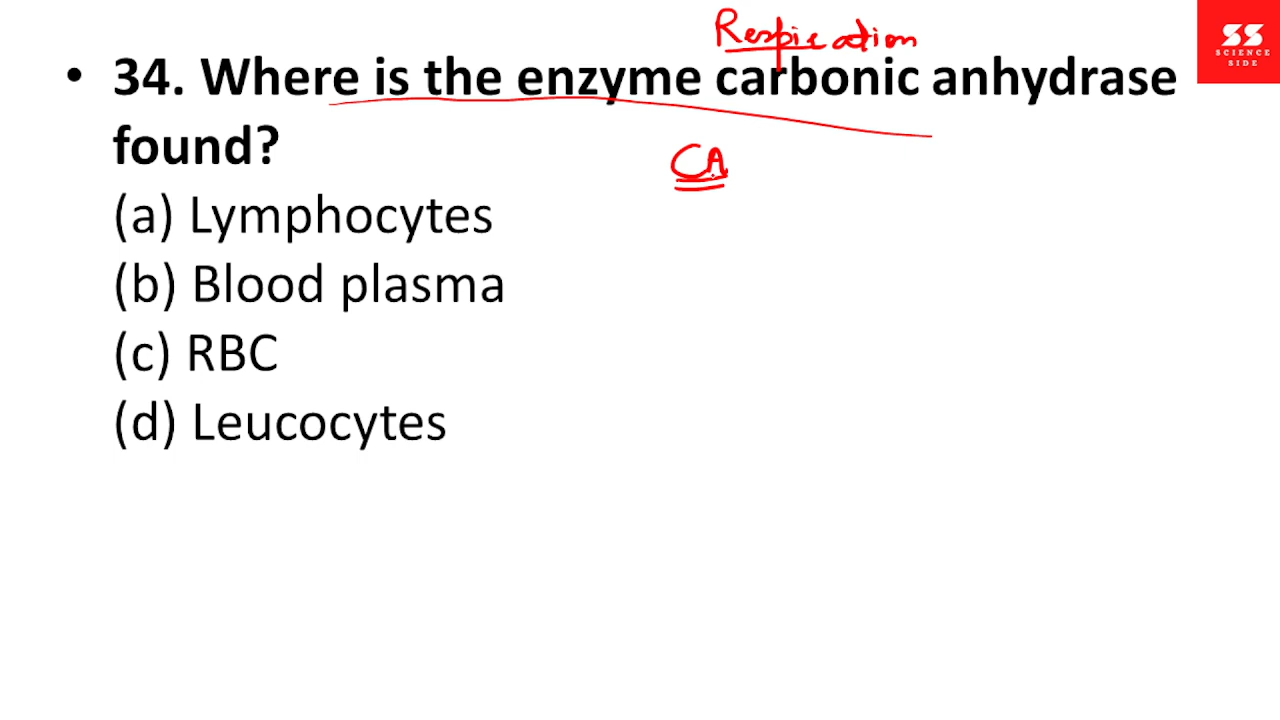 Respiration
SS
SCIENCE
SIDE
• 34. Where is the enzyme carbonic anhydrase
found?
CA
(a) Lymphocytes
(b) Blood plasma
(c) RBC
(d) Leucocytes